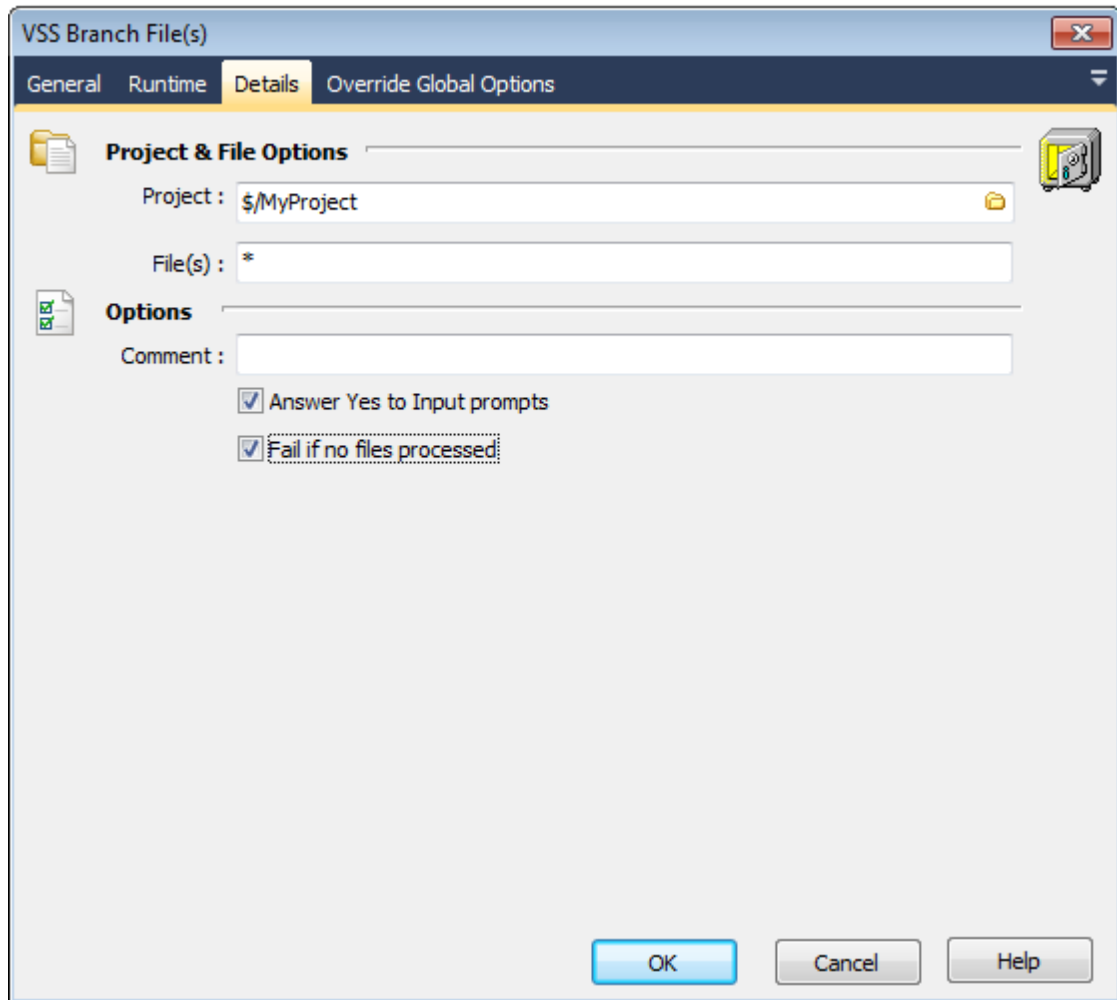 VSS Branch File(s)
General Runtime Details Override Global Options
Project & File Options
Project : $/MyProject
File(s) : *
Options
Comment :
Answer Yes to Input prompts
Fail if no files processed
OK Cancel Help